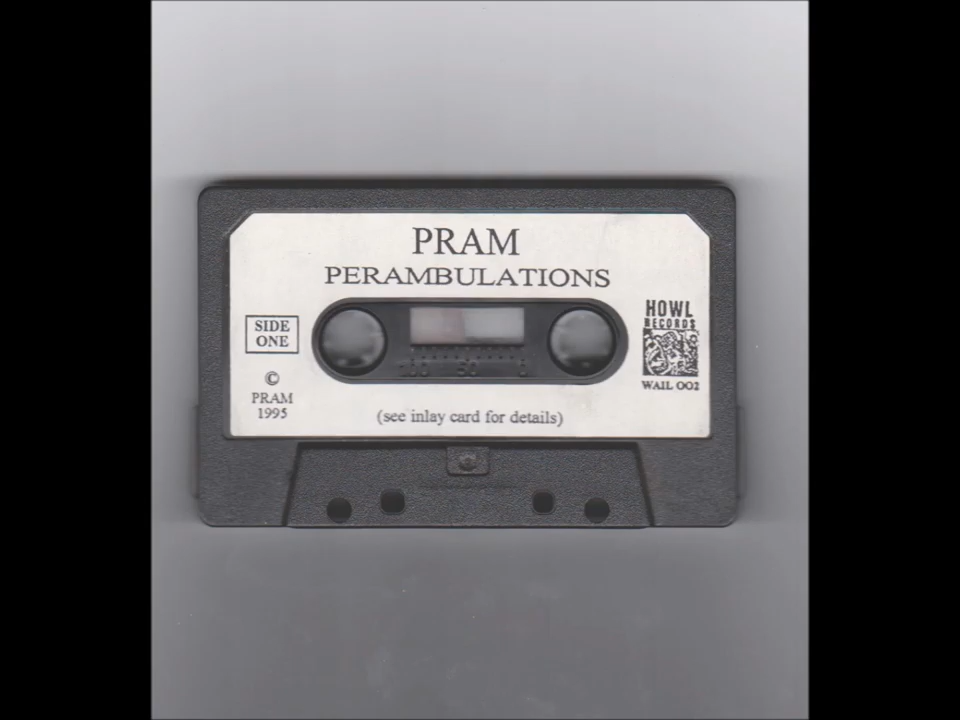 PRAM
PERAMBULATIONS
SIDE
ONE
©
PRAM
1995
HOWL
RECORDS
WAIL 002
100 50 0
(see inlay card for details)